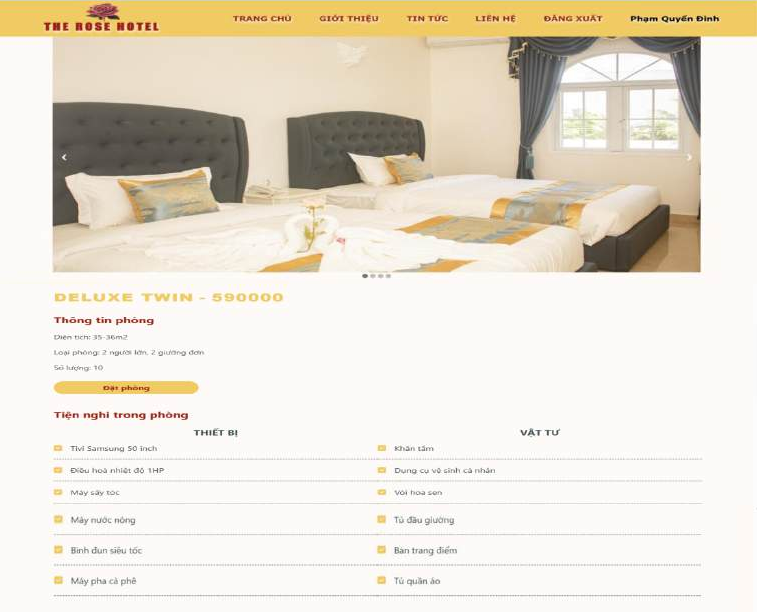 THE ROSE HOTEL
TRANG CHỦ GIỚI THIỆU TIN TỨC LIÊN HỆ ĐĂNG XUẤT Phạm Quyền Đình
DELUXE TWIN - 590000
Thông tin phòng
Diện tích: 35-36m2
Loại phòng: 2 người lớn, 2 giường đơn
Số lượng: 10
Đặt phòng
Tiện nghi trong phòng
THIẾT BỊ VẬT TƯ
Tivi Samsung 50 inch Khăn tắm
Điều hoà nhiệt độ 1HP Dụng cụ vệ sinh cá nhân
Máy sấy tóc Vòi hoa sen
Máy nước nóng Tủ đầu giường
Bình đun siêu tốc Bàn trang điểm
Máy pha cà phê Tủ quần áo